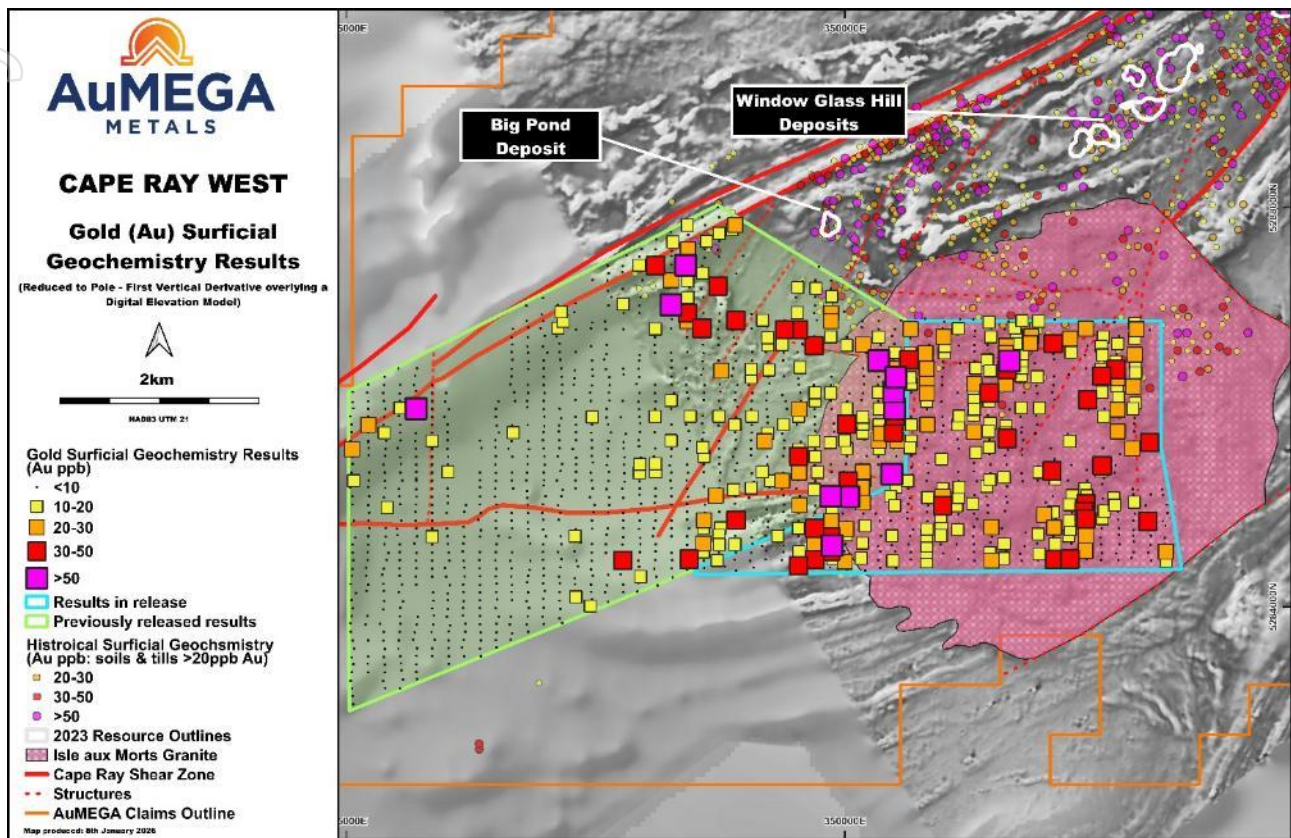 AuMEGA
METALS
CAPE RAY WEST
Gold (Au) Surficial
Geochemistry Results
(Reduced to Pole - First Vertical Derivative overlying a
Digital Elevation Model)
2km
NAD83 UTM 21
Gold Surficial Geochemistry Results
(Au ppb)
<10
10-20
20-30
30-50
>50
Results in release
Previously released results
Histroical Surficial Geochsmistry
(Au ppb: soils & tills >20ppb Au)
20-30
30-50
>50
2023 Resource Outlines
Isle aux Morts Granite
Cape Ray Shear Zone
Structures
AuMEGA Claims Outline
Map produced: 8th January 2026
5000E
350000E
Big Pond
Deposit
Window Glass Hill
Deposits
5000E
350000E